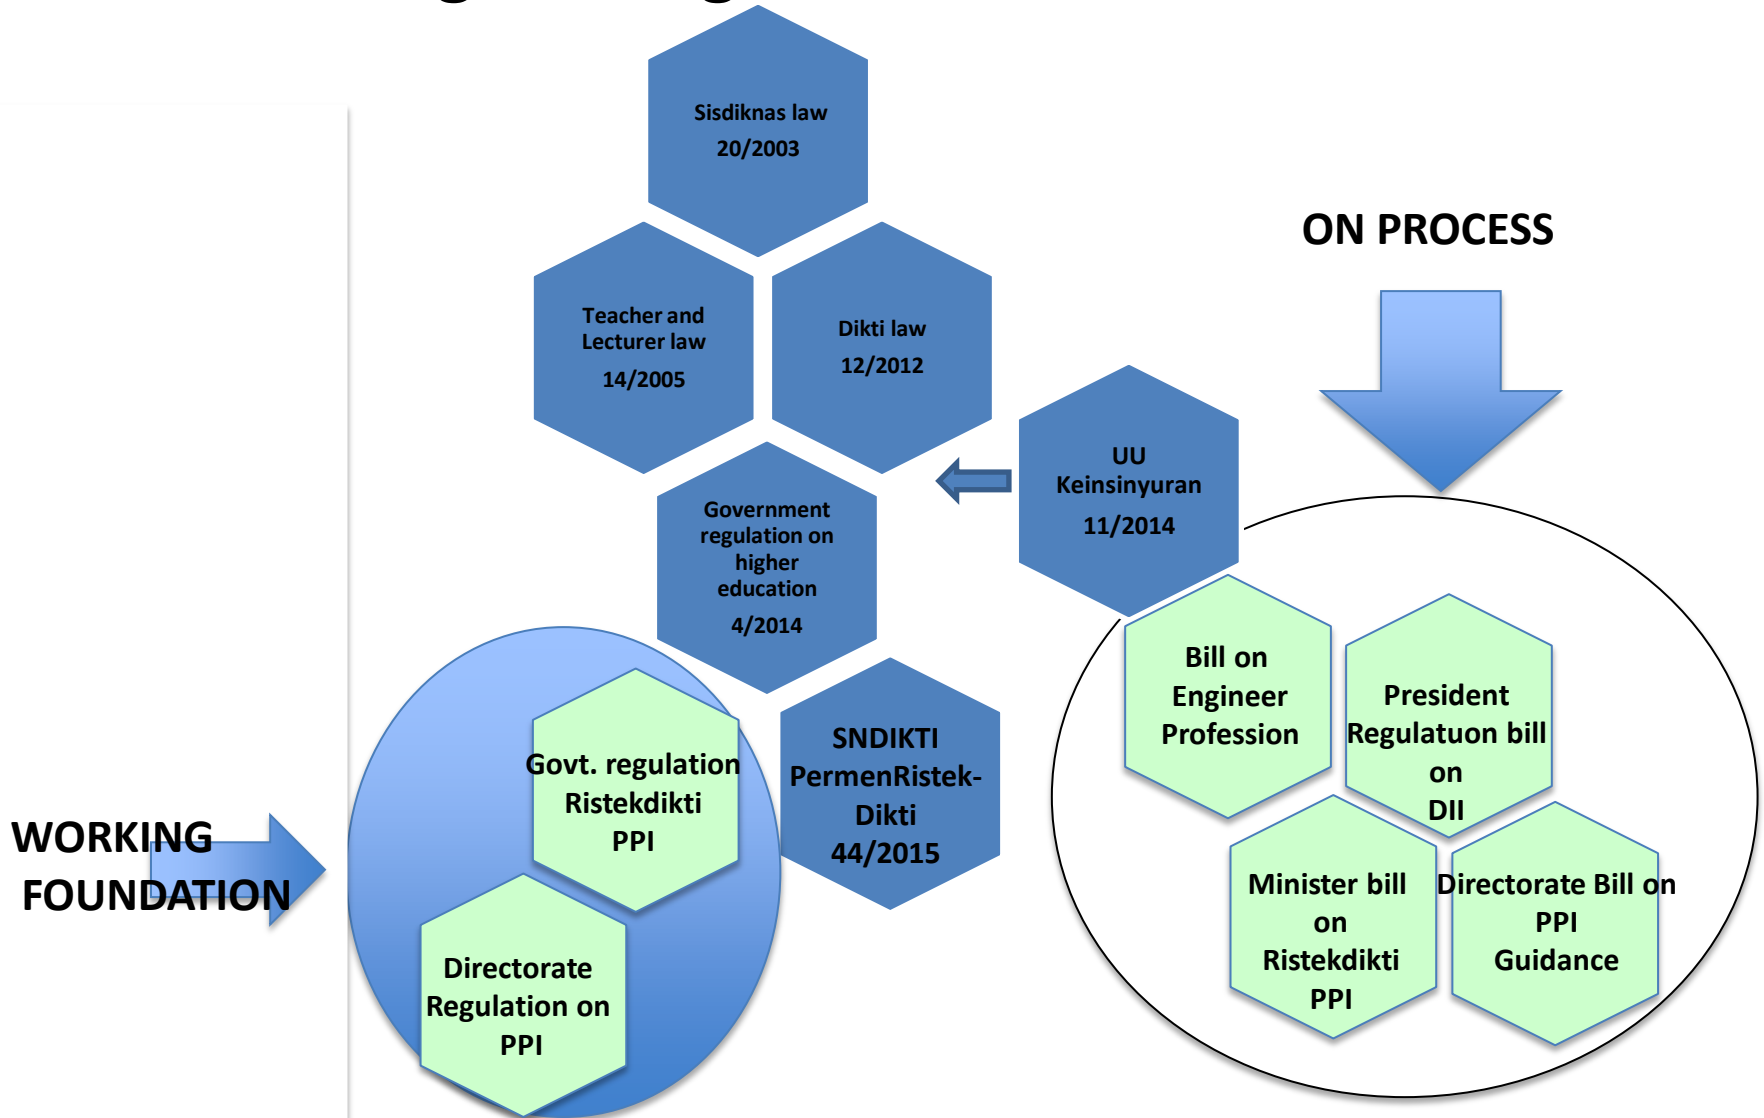 Sisdiknas law
20/2003
ON PROCESS
Teacher and
Lecturer law
14/2005
Dikti law
12/2012
UU
Keinsinyuran
11/2014
Government
regulation on
higher
education
4/2014
Bill on
Engineer
Profession
President
Regulatuon bill
on
DII
SNDIKTI
PermenRistek-
Dikti
44/2015
Govt. regulation
Ristekdikti
PPI
WORKING
FOUNDATION
Minister bill
on
Ristekdikti
PPI
Directorate Bill on
PPI
Guidance
Directorate
Regulation on
PPI